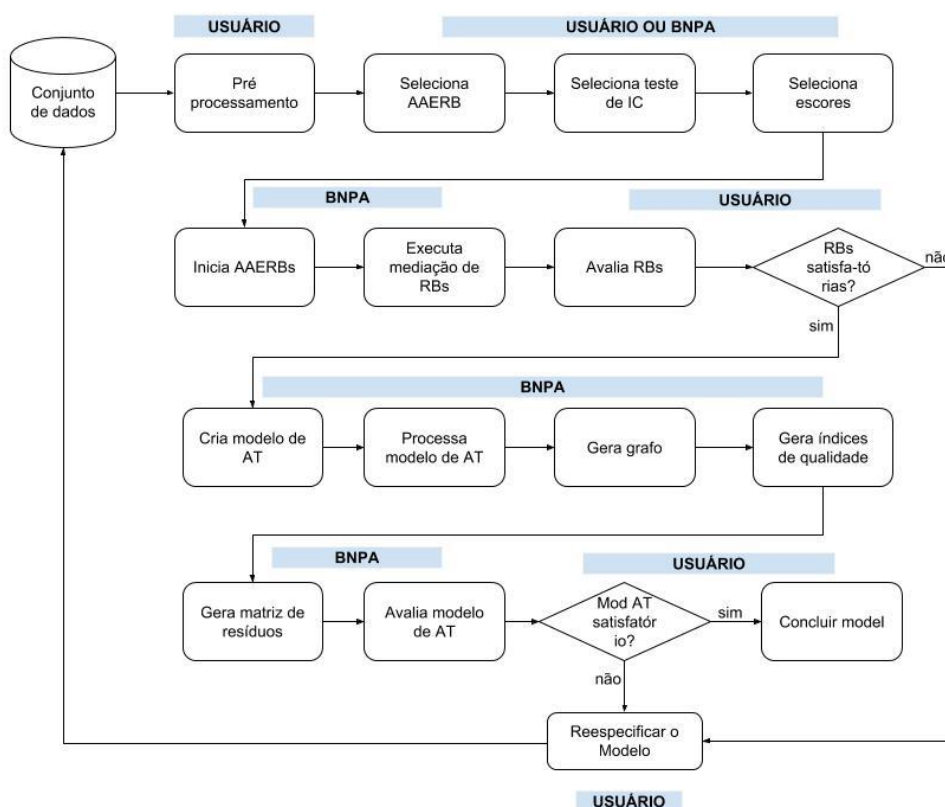 USUÁRIO
USUÁRIO OU BNPA
Conjunto
de dados
Pré
processamento
Seleciona
AAERB
Seleciona teste
de IC
Seleciona
escores
BNPA
USUÁRIO
Inicia AAERBs
Executa
mediação de
RBs
Avalia RBs
RBs
satisfa-tó
rias?
não
sim
BNPA
Cria modelo de
AT
Processa
modelo de AT
Gera grafo
Gera índices
de qualidade
BNPA
USUÁRIO
Gera matriz de
resíduos
Avalia modelo
de AT
Mod AT
satisfatór
io?
sim
Concluir model
não
Reespecificar o
Modelo
USUÁRIO